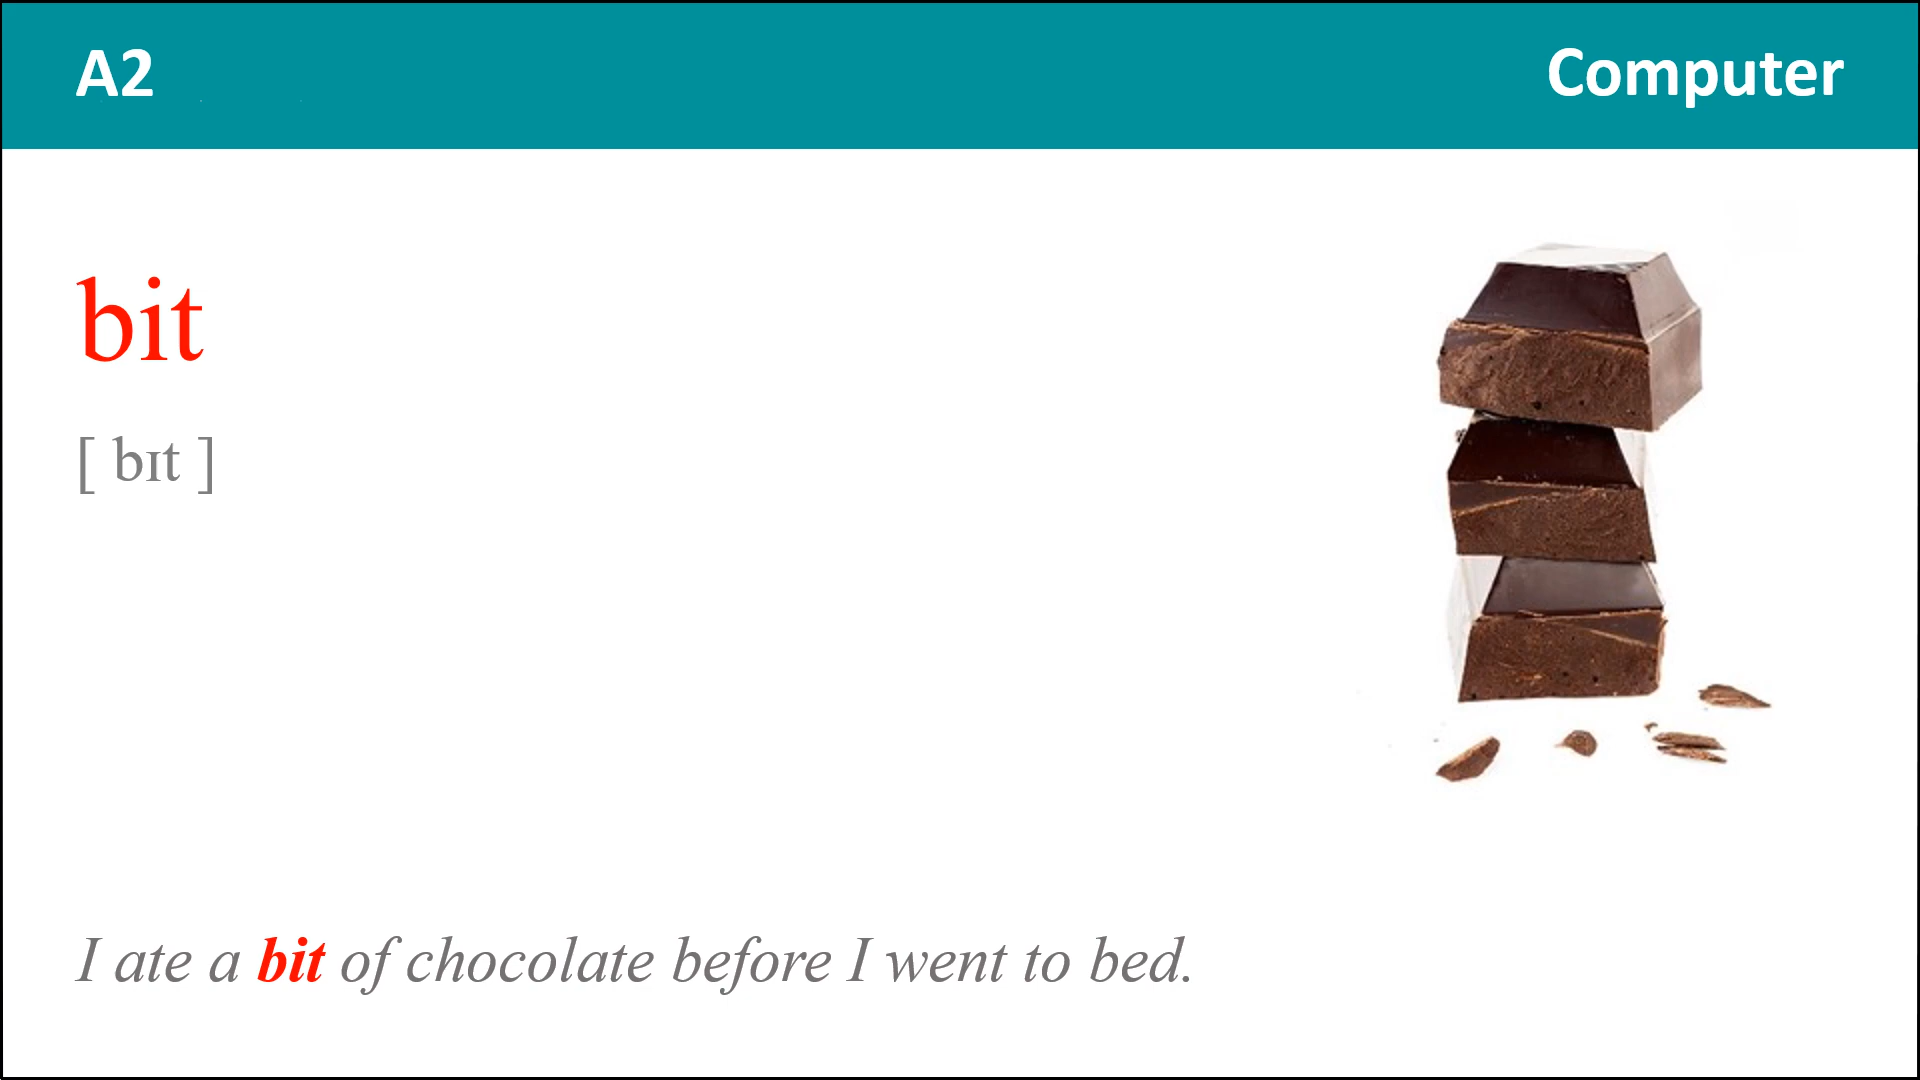 A2
Computer
bit
[ bɪt ]
I ate a bit of chocolate before I went to bed.